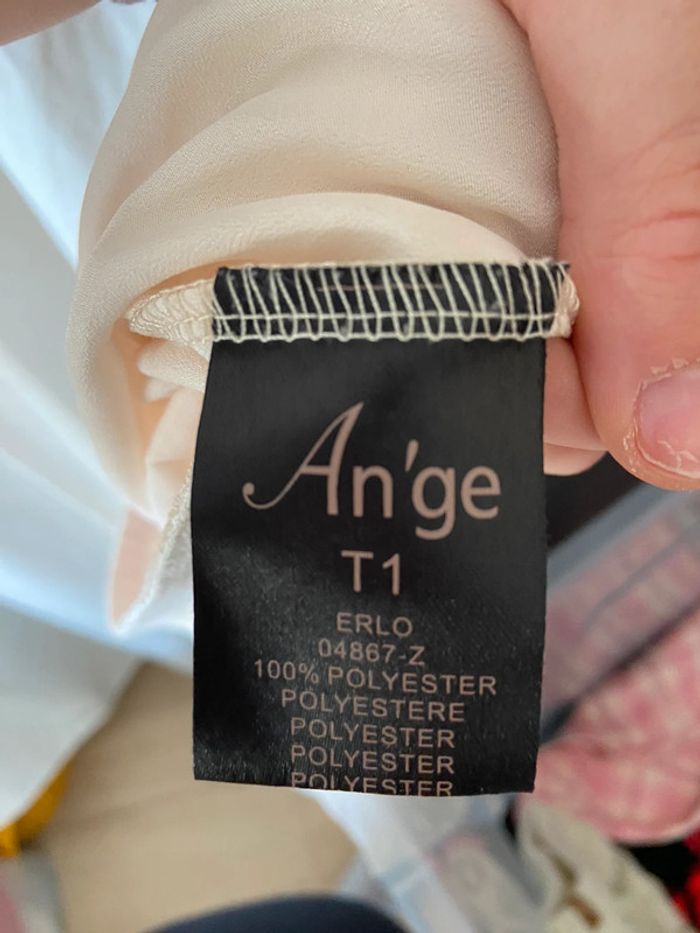 An'ge
T1
ERLO
04867-Z
100% POLYESTER
POLYESTERE
POLYESTER
POLYESTER
POLYESTER